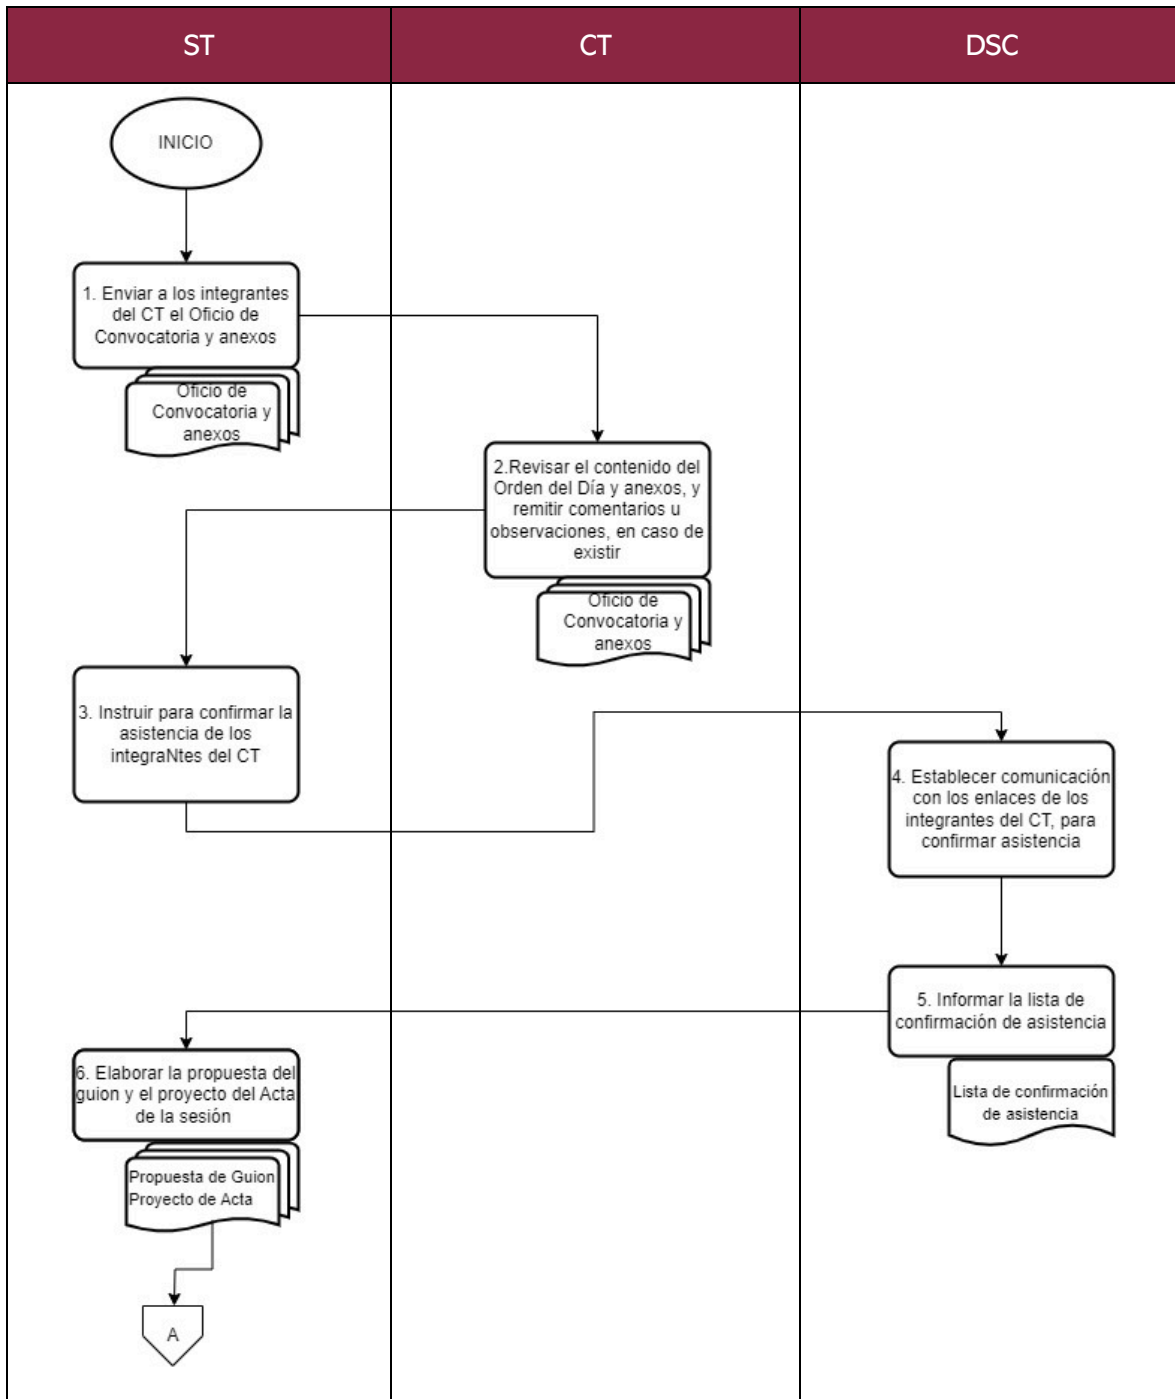 ST
CT
DSC
INICIO
1. Enviar a los integrantes
del CT el Oficio de
Convocatoria y anexos
Oficio de
Convocatoria y
anexos
2.Revisar el contenido del
Orden del Día y anexos, y
remitir comentarios u
observaciones, en caso de
existir
Oficio de
Convocatoria y
anexos
3. Instruir para confirmar la
asistencia de los
integraNtes del CT
4. Establecer comunicación
con los enlaces de los
integrantes del CT, para
confirmar asistencia
5. Informar la lista de
confirmación de asistencia
Lista de confirmación
de asistencia
6. Elaborar la propuesta del
guion y el proyecto del Acta
de la sesión
Propuesta de Guion
Proyecto de Acta
A